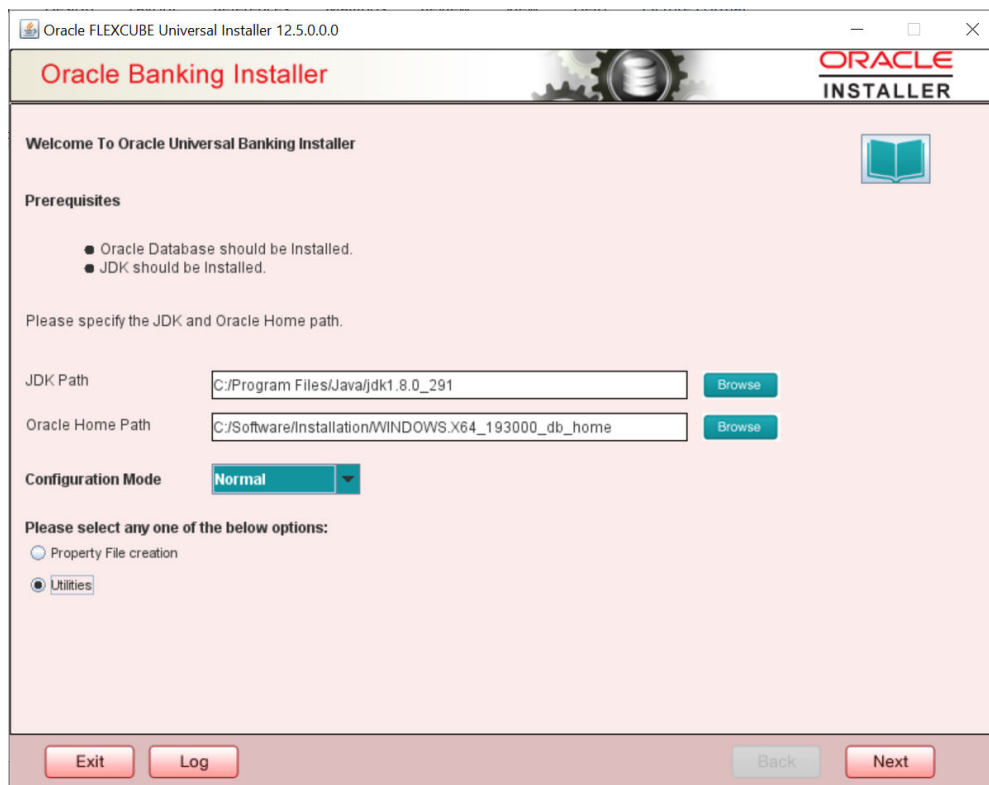 Oracle FLEXCUBE Universal Installer 12.5.0.0.0
Oracle Banking Installer
ORACLE
INSTALLER
Welcome To Oracle Universal Banking Installer
Prerequisites
Oracle Database should be Installed.
JDK should be Installed.
Please specify the JDK and Oracle Home path.
JDK Path C:/Program Files/Java/jdk1.8.0_291 Browse
Oracle Home Path C:/Software/Installation/WINDOWS.X64_193000_db_home Browse
Configuration Mode Normal
Please select any one of the below options:
Property File creation
Utilities
Exit Log Back Next